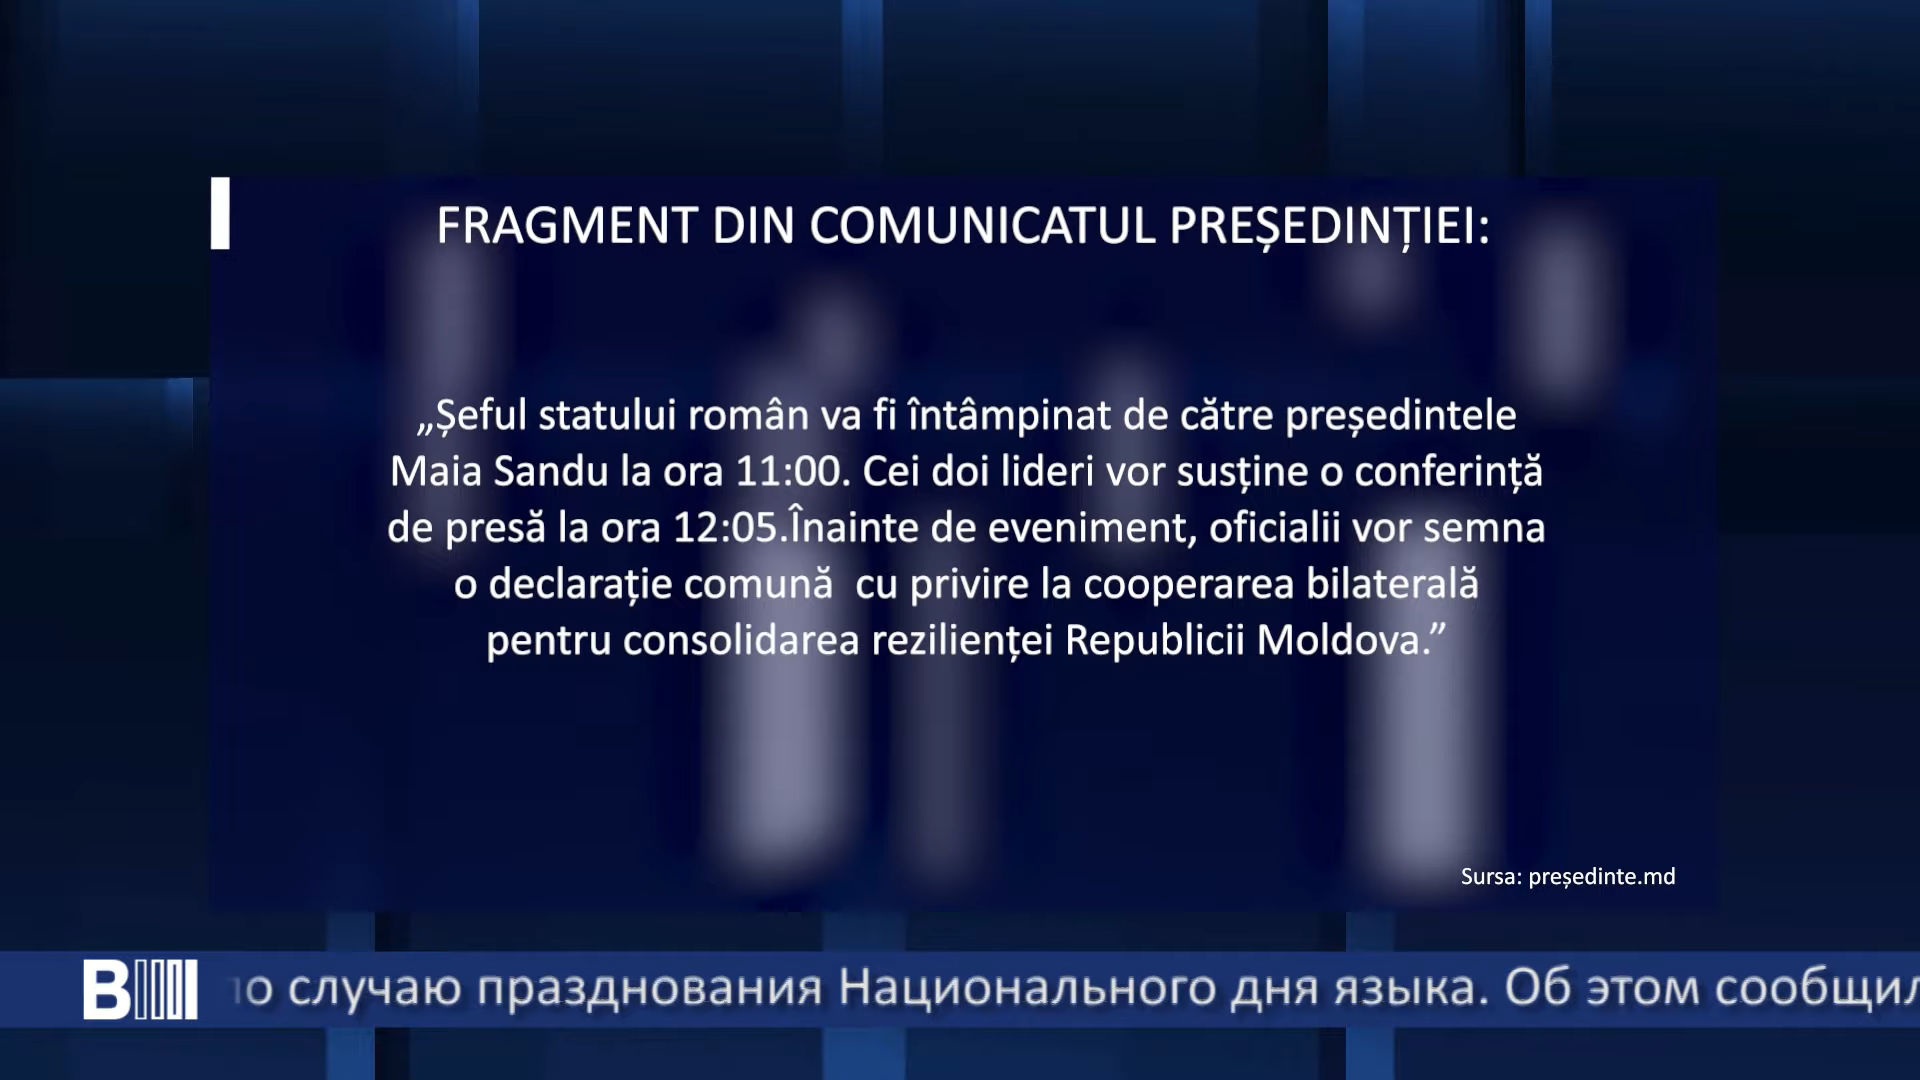 FRAGMENT DIN COMUNICATUL PREȘEDINȚIEI:
„Șeful statului român va fi întâmpinat de către președintele
Maia Sandu la ora 11:00. Cei doi lideri vor susține o conferință
de presă la ora 12:05.Înainte de eveniment, oficialii vor semna
o declarație comună  cu privire la cooperarea bilaterală
pentru consolidarea rezilienței Republicii Moldova.”
Sursa: președinte.md
B
по случаю празднования Национального дня языка. Об этом сообщил